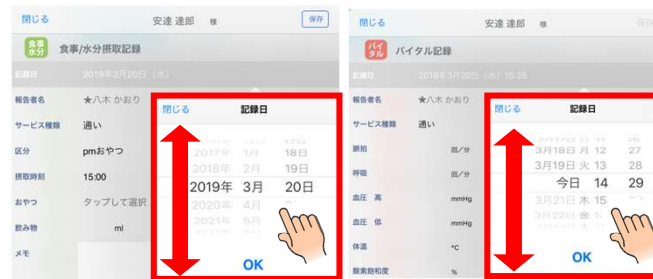 閉じる
安達 達郎 様
保存
食事
水分
食事/水分摂取記録
記録日
2019年3月20日（水）
報告者名
★八木 かおり
サービス種類
通い
区分
pmおやつ
摂取時刻
15:00
おやつ
タップして選択
飲み物
ml
メモ
閉じる
記録日
2017年 1月 18日
2018年 2月 19日
2019年 3月 20日
2020年 4月
2021年 5月
OK
閉じる
安達 達郎 様
保存
バイ
タル
バイタル記録
記録日
2019年3月20日（水）15:28
報告者名
★八木 かおり
サービス種類
通い
脈拍
回/分
呼吸
回/分
血圧 高
mmHg
血圧 低
mmHg
体温
℃
酸素飽和度
%
閉じる
記録日
3月18日 月 12 27
3月19日 火 13 28
今日 14 29
3月21日 木 15
3月22日 金
OK